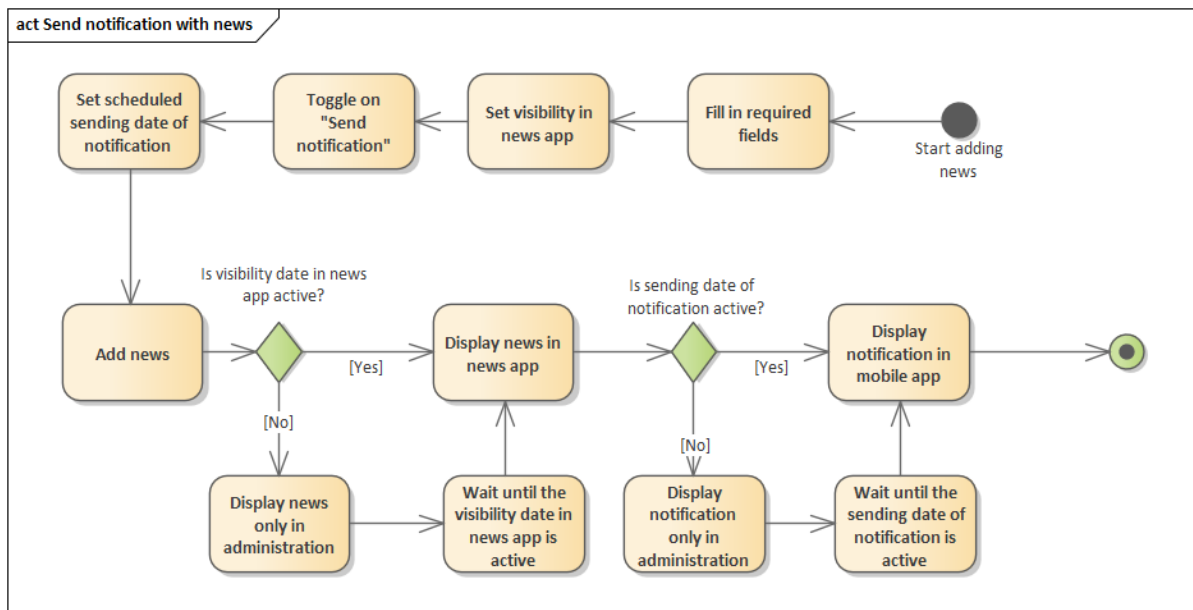 act Send notification with news
Set scheduled
sending date of
notification
Toggle on
"Send
notification"
Set visibility in
news app
Fill in required
fields
Start adding
news
Is visibility date in news
app active?
Is sending date of
notification active?
Add news
[Yes]
Display news in
news app
[Yes]
Display
notification in
mobile app
[No]
[No]
Display news
only in
administration
Wait until the
visibility date in
news app is
active
Display
notification
only in
administration
Wait until the
sending date of
notification is
active